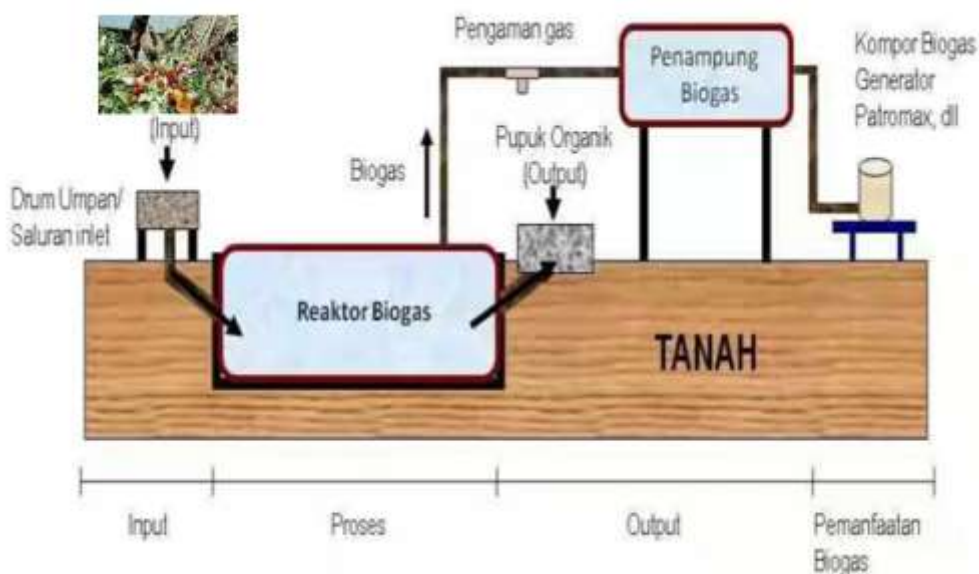 (Input)
Drum Umpan/
Saluran inlet
Biogas
Pengaman gas
Pupuk Organik
(Output)
Penampung
Biogas
Kompor Biogas
Generator
Patromax, dll
Reaktor Biogas
TANAH
Input
Proses
Output
Pemanfaatan
Biogas